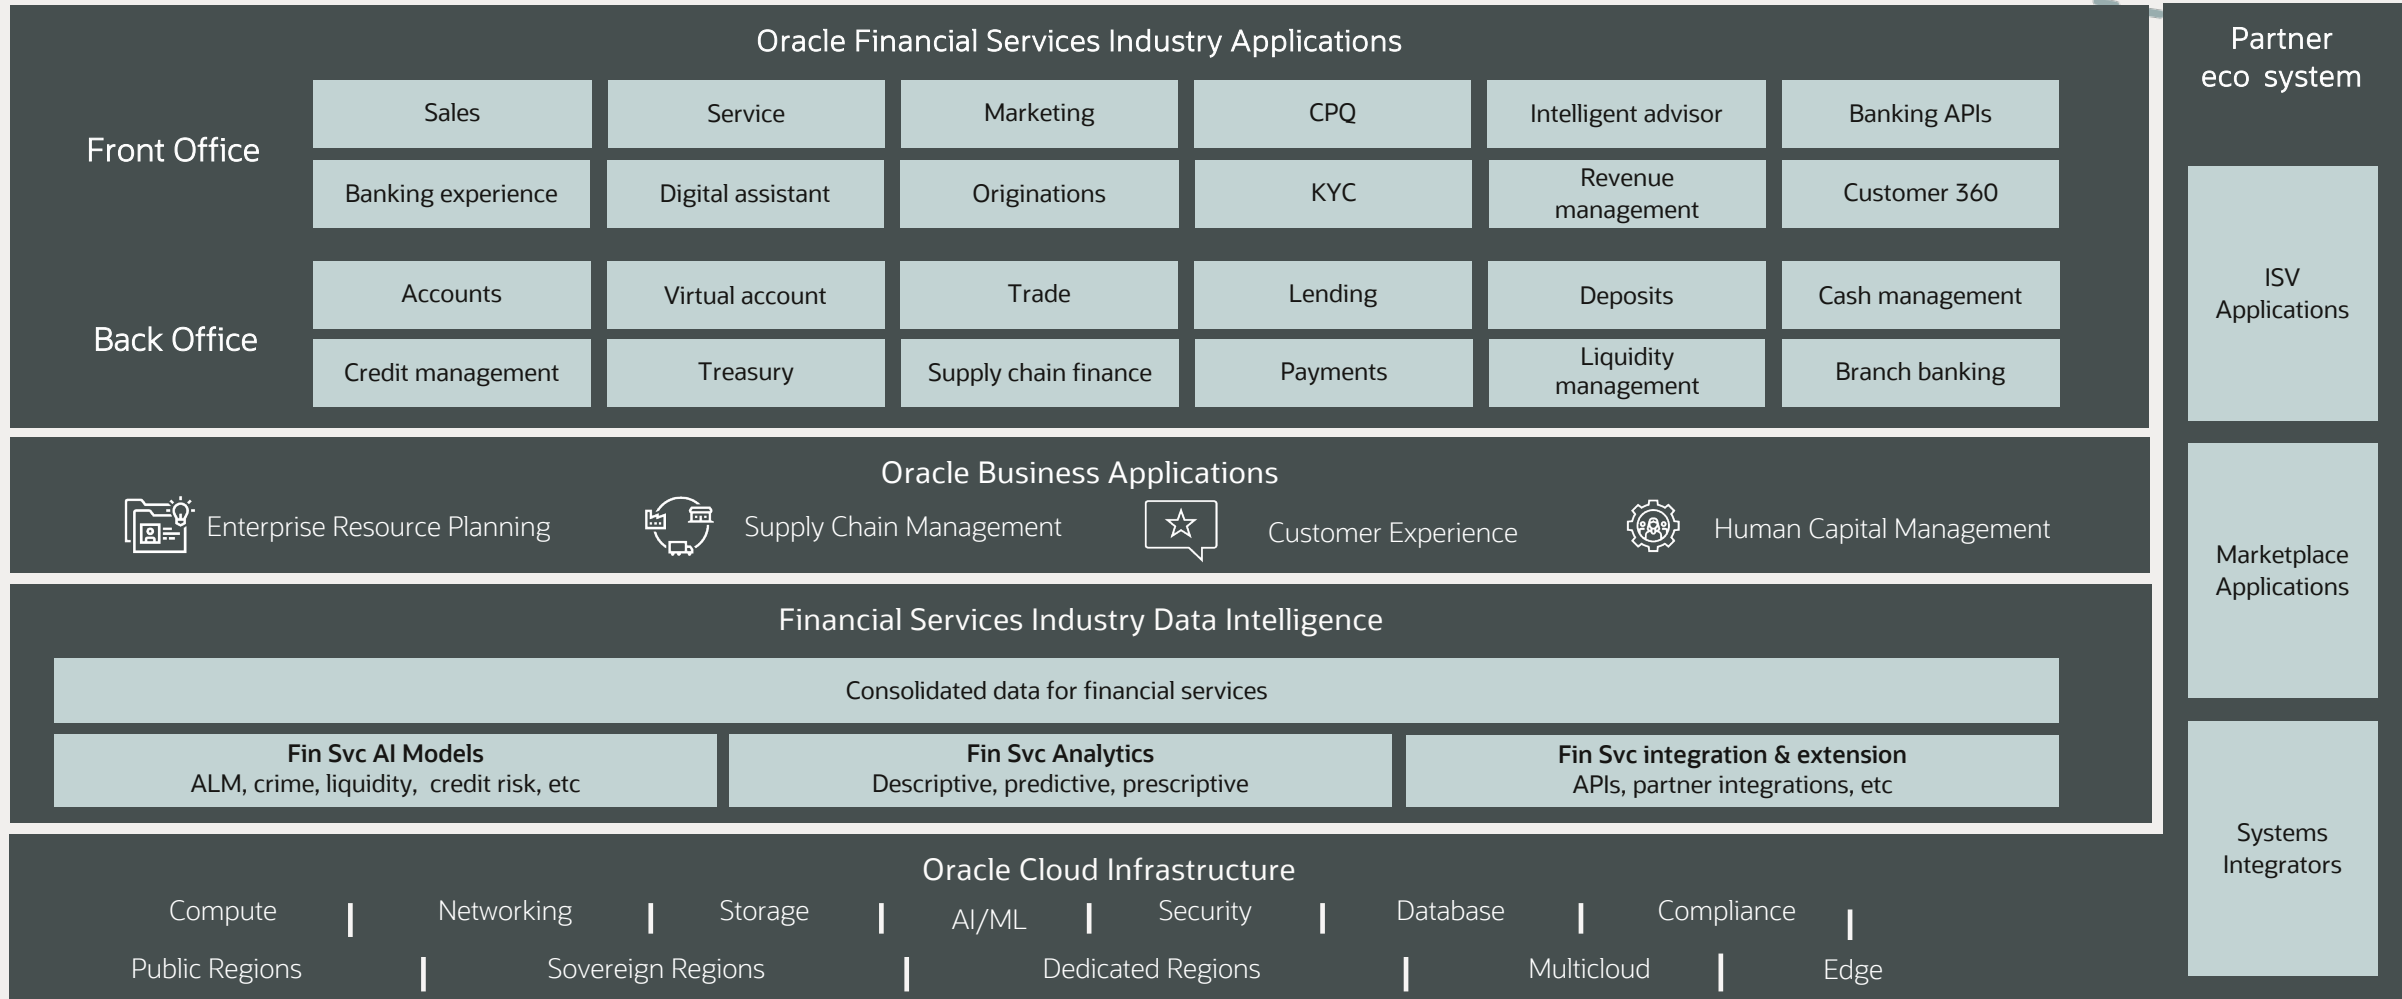 Oracle Financial Services Industry Applications
Front Office
Sales
Service
Marketing
CPQ
Intelligent advisor
Banking APIs
Banking experience
Digital assistant
Originations
KYC
Revenue
management
Customer 360
Back Office
Accounts
Virtual account
Trade
Lending
Deposits
Cash management
Credit management
Treasury
Supply chain finance
Payments
Liquidity
management
Branch banking
Oracle Business Applications
Enterprise Resource Planning
Supply Chain Management
Customer Experience
Human Capital Management
Financial Services Industry Data Intelligence
Consolidated data for financial services
Fin Svc AI Models
ALM, crime, liquidity, credit risk, etc
Fin Svc Analytics
Descriptive, predictive, prescriptive
Fin Svc integration & extension
APIs, partner integrations, etc
Oracle Cloud Infrastructure
Compute | Networking | Storage | AI/ML | Security | Database | Compliance |
Public Regions | Sovereign Regions | Dedicated Regions | Multicloud | Edge
Partner
eco system
ISV
Applications
Marketplace
Applications
Systems
Integrators